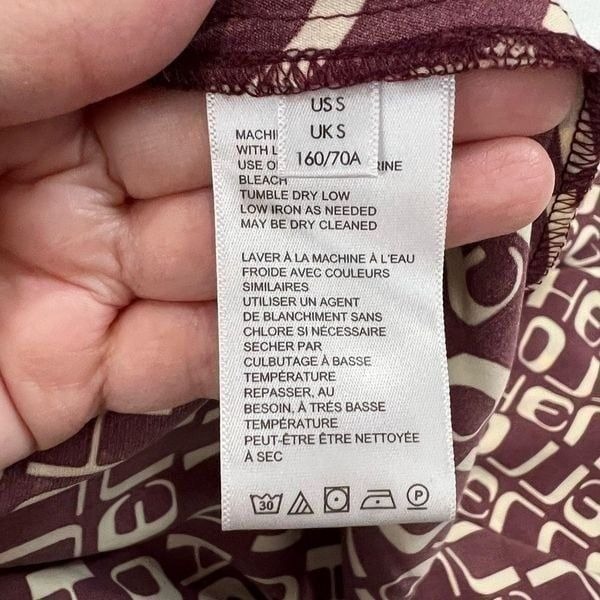 US S
UK S
160/70A
MACHI
WITH L
USE O RINE
BLEACH
TUMBLE DRY LOW
LOW IRON AS NEEDED
MAY BE DRY CLEANED
LAVER À LA MACHINE À L'EAU
FROIDE AVEC COULEURS
SIMILAIRES
UTILISER UN AGENT
DE BLANCHIMENT SANS
CHLORE SI NÉCESSAIRE
SECHER PAR
CULBUTAGE À BASSE
TEMPÉRATURE
REPASSER, AU
BESOIN, À TRÉS BASSE
TEMPÉRATURE
PEUT-ÊTRE ÊTRE NETTOYÉE
À SEC
30 P